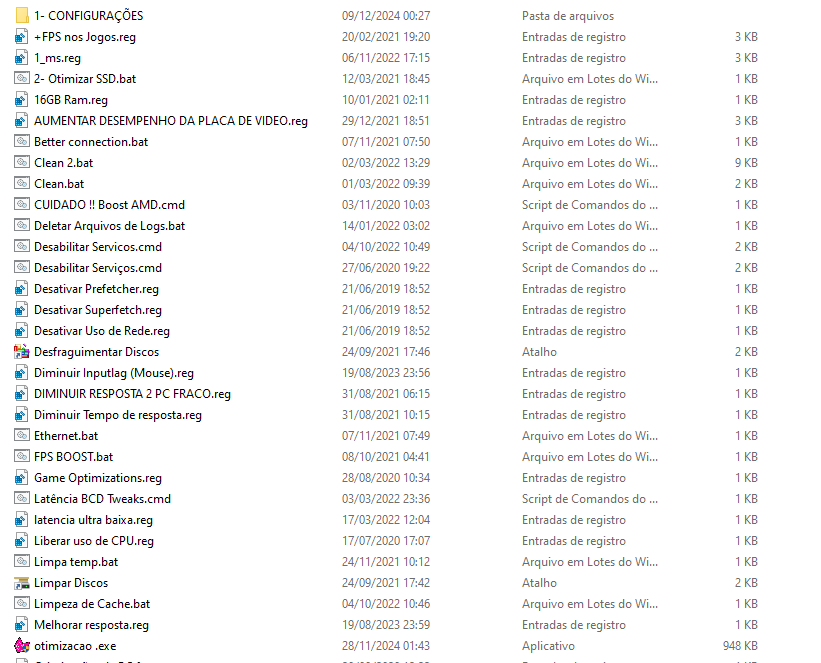 1- CONFIGURAÇÕES 09/12/2024 00:27 Pasta de arquivos
+FPS nos Jogos.reg 20/02/2021 19:20 Entradas de registro 3 KB
1_ms.reg 06/11/2022 17:15 Entradas de registro 3 KB
2- Otimizar SSD.bat 12/03/2021 18:45 Arquivo em Lotes do Wi... 1 KB
16GB Ram.reg 10/01/2021 02:11 Entradas de registro 1 KB
AUMENTAR DESEMPENHO DA PLACA DE VIDEO.reg 29/12/2021 18:51 Entradas de registro 3 KB
Better connection.bat 07/11/2021 07:50 Arquivo em Lotes do Wi... 1 KB
Clean 2.bat 02/03/2022 13:29 Arquivo em Lotes do Wi... 9 KB
Clean.bat 01/03/2022 09:39 Arquivo em Lotes do Wi... 2 KB
CUIDADO !! Boost AMD.cmd 03/11/2020 10:03 Script de Comandos do ... 1 KB
Deletar Arquivos de Logs.bat 14/01/2022 03:02 Arquivo em Lotes do Wi... 1 KB
Desabilitar Servicos.cmd 04/10/2022 10:49 Script de Comandos do ... 2 KB
Desabilitar Serviços.cmd 27/06/2020 19:22 Script de Comandos do ... 2 KB
Desativar Prefetcher.reg 21/06/2019 18:52 Entradas de registro 1 KB
Desativar Superfetch.reg 21/06/2019 18:52 Entradas de registro 1 KB
Desativar Uso de Rede.reg 21/06/2019 18:52 Entradas de registro 1 KB
Desfraguimentar Discos 24/09/2021 17:46 Atalho 2 KB
Diminuir Inputlag (Mouse).reg 19/08/2023 23:56 Entradas de registro 1 KB
DIMINUIR RESPOSTA 2 PC FRACO.reg 31/08/2021 06:15 Entradas de registro 1 KB
Diminuir Tempo de resposta.reg 31/08/2021 10:15 Entradas de registro 1 KB
Ethernet.bat 07/11/2021 07:49 Arquivo em Lotes do Wi... 1 KB
FPS BOOST.bat 08/10/2021 04:41 Arquivo em Lotes do Wi... 1 KB
Game Optimizations.reg 28/08/2020 10:34 Entradas de registro 1 KB
Latência BCD Tweaks.cmd 03/03/2022 23:36 Script de Comandos do ... 1 KB
latencia ultra baixa.reg 17/03/2022 12:04 Entradas de registro 1 KB
Liberar uso de CPU.reg 17/07/2020 17:07 Entradas de registro 1 KB
Limpa temp.bat 24/11/2021 10:12 Arquivo em Lotes do Wi... 1 KB
Limpar Discos 24/09/2021 17:42 Atalho 2 KB
Limpeza de Cache.bat 04/10/2022 10:46 Arquivo em Lotes do Wi... 1 KB
Melhorar resposta.reg 19/08/2023 23:59 Entradas de registro 1 KB
otimizacao .exe 28/11/2024 01:43 Aplicativo 948 KB